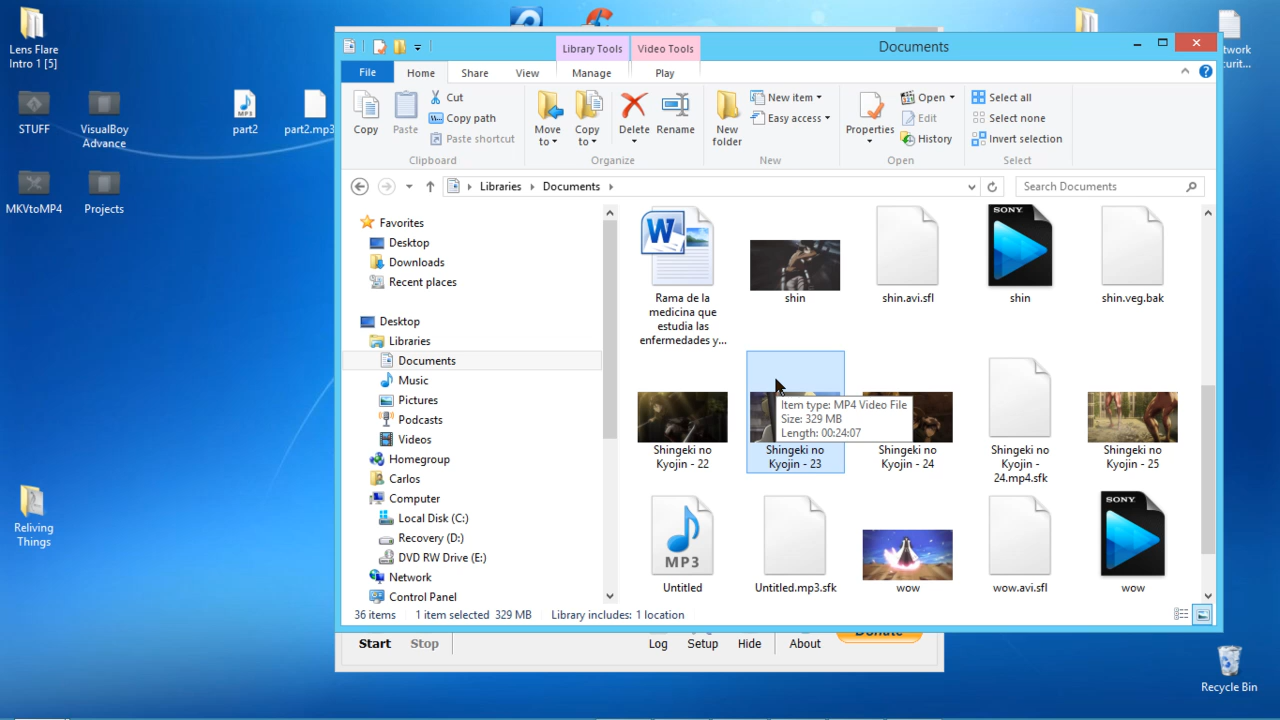 Lens Flare
Intro 1 [5]
STUFF
VisualBoy
Advance
part2
part2.mp3
MP3
MKVtoMP4
Projects
Reliving
Things
Recycle Bin
Library Tools
Video Tools
Documents
File
Home
Share
View
Manage
Play
Copy
Paste
Cut
Copy path
Paste shortcut
Clipboard
Move
to
Copy
to
Delete
Rename
Organize
New
folder
New item
Easy access
New
Properties
Open
Edit
History
Open
Select all
Select none
Invert selection
Select
Libraries
Documents
Search Documents
Favorites
Desktop
Downloads
Recent places
Desktop
Libraries
Documents
Music
Pictures
Podcasts
Videos
Homegroup
Carlos
Computer
Local Disk (C:)
Recovery (D:)
DVD RW Drive (E:)
Network
Control Panel
W
Rama de la
medicina que
estudia las
enfermedades y...
shin
shin.avi.sfl
SONY
shin
shin.veg.bak
Item type: MP4 Video File
Size: 329 MB
Length: 00:24:07
Shingeki no
Kyojin - 22
Shingeki no
Kyojin - 23
Shingeki no
Kyojin - 24
Shingeki no
Kyojin -
24.mp4.sfk
Shingeki no
Kyojin - 25
MP3
Untitled
Untitled.mp3.sfk
wow
wow.avi.sfl
SONY
wow
36 items
1 item selected 329 MB
Library includes: 1 location
Start
Stop
Log
Setup
Hide
About
Donate